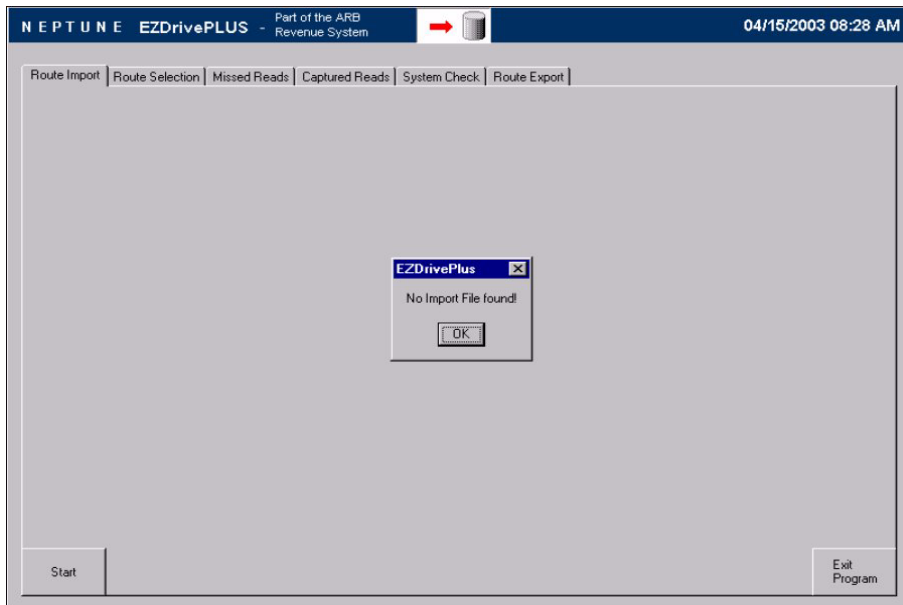 NEPTUNE EZDrivePLUS - Part of the ARB
Revenue System
04/15/2003 08:28 AM
Route Import Route Selection Missed Reads Captured Reads System Check Route Export
EZDrivePlus
No Import File found!
OK
Start
Exit
Program